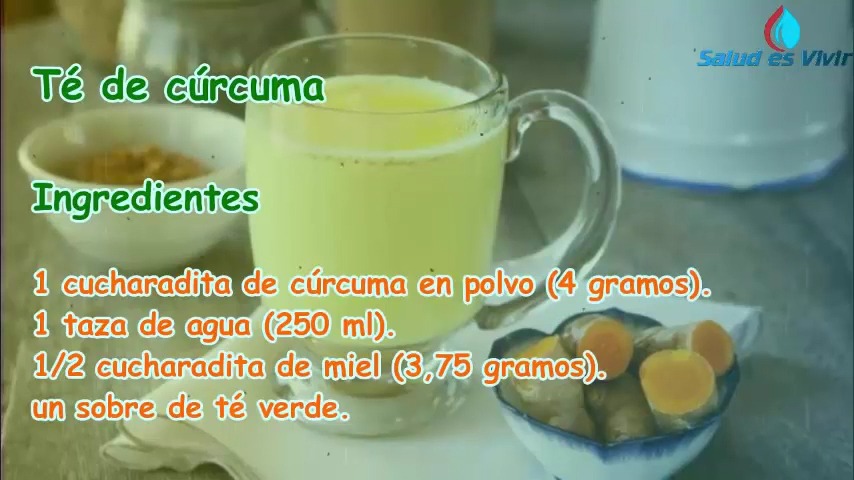 Salud es Vivir
Té de cúrcuma
Ingredientes
1 cucharadita de cúrcuma en polvo (4 gramos).
1 taza de agua (250 ml).
1/2 cucharadita de miel (3,75 gramos).
un sobre de té verde.